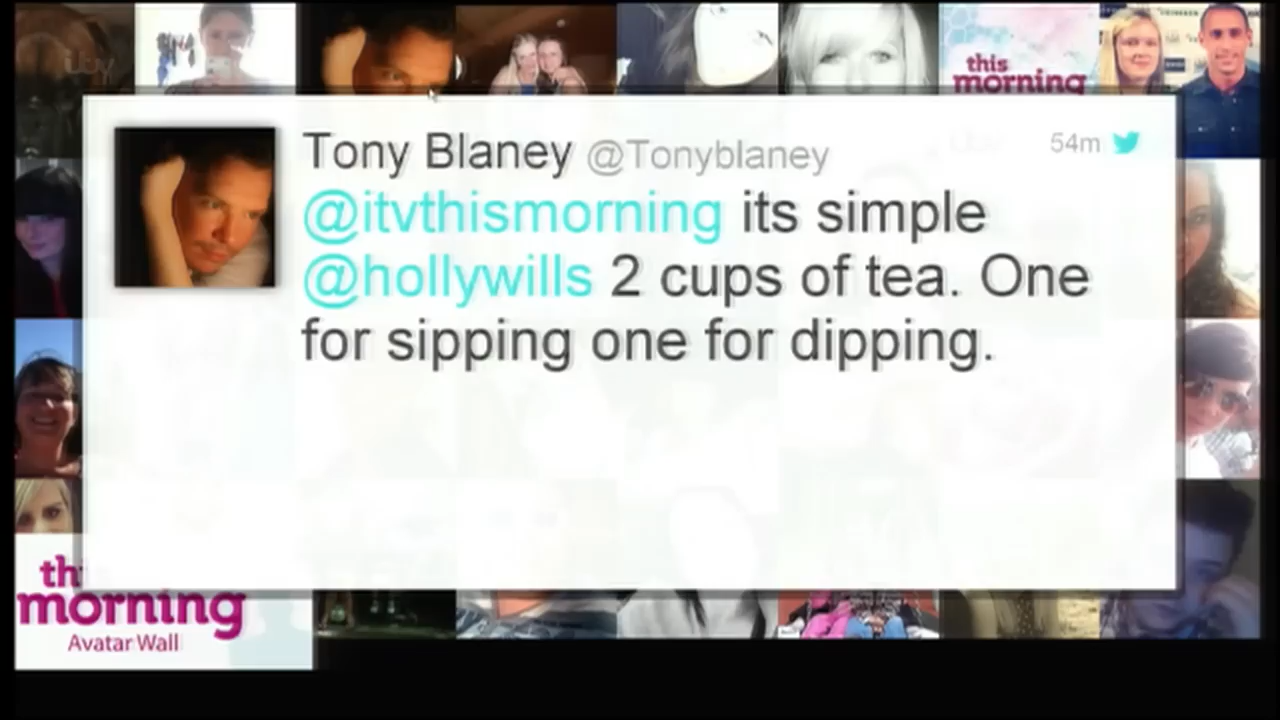 itv
this
morning
Tony Blaney @Tonyblaney
54m
@itvthismorning its simple
@hollywills 2 cups of tea. One
for sipping one for dipping.
morning
Avatar Wall